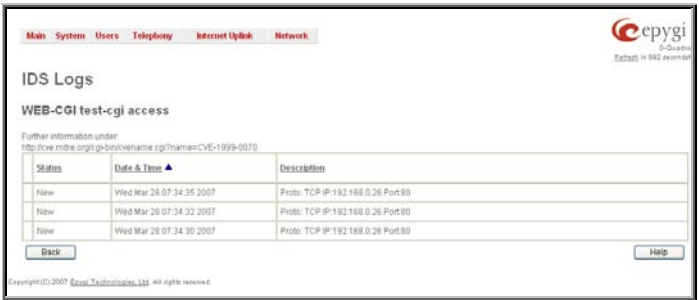 Main System Users Telephony Internet Uplink Network
epygi
D-Quadro
Refresh in 892 seconds!
IDS Logs
WEB-CGI test-cgi access
Further information under:
http://cve.mitre.org/cgi-bin/cvename.cgi?name=CVE-1999-0070
Status Date & Time ▲ Description
New Wed Mar 28 07:34:35 2007 Proto: TCP IP:192.168.0.26 Port:80
New Wed Mar 28 07:34:32 2007 Proto: TCP IP:192.168.0.26 Port:80
New Wed Mar 28 07:34:30 2007 Proto: TCP IP:192.168.0.26 Port:80
Back Help
Copyright (C) 2007 Epygi Technologies, Ltd. All rights reserved.